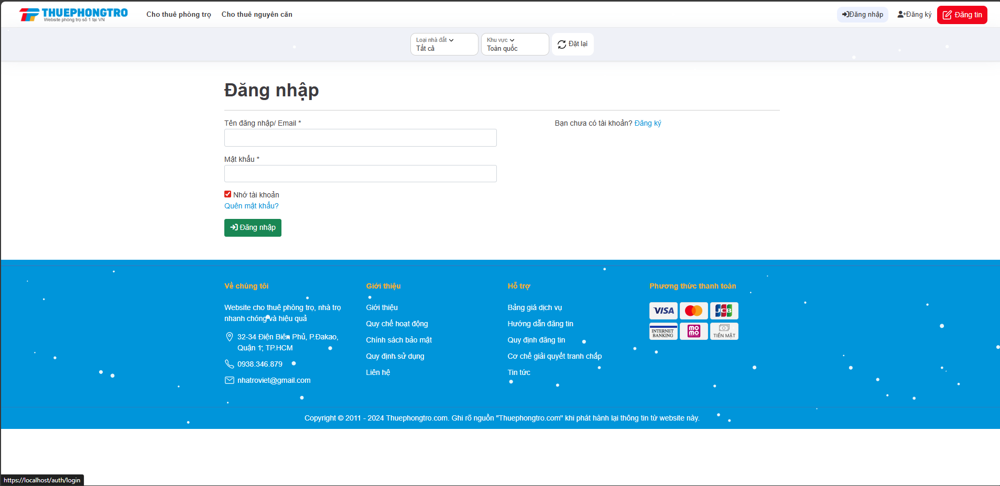 THUEPHONGTRO
Website phòng trọ số 1 tại VN
Cho thuê phòng trọ
Cho thuê nguyên căn
Đăng nhập
Đăng ký
Đăng tin
Loại nhà đất
Tất cả
Khu vực
Toàn quốc
Đặt lại
Đăng nhập
Tên đăng nhập/ Email *
Bạn chưa có tài khoản? Đăng ký
Mật khẩu *
Nhớ tài khoản
Quên mật khẩu?
Đăng nhập
Về chúng tôi
Website cho thuê phòng trọ, nhà trọ
nhanh chóng và hiệu quả
32-34 Điện Biên Phủ, P.Đakao,
Quận 1, TP.HCM
0938.346.879
nhatroviet@gmail.com
Giới thiệu
Giới thiệu
Quy chế hoạt động
Chính sách bảo mật
Quy định sử dụng
Liên hệ
Hỗ trợ
Bảng giá dịch vụ
Hướng dẫn đăng tin
Quy định đăng tin
Cơ chế giải quyết tranh chấp
Tin tức
Phương thức thanh toán
VISA
JCB
INTERNET
BANKING
mo
mo
TIỀN MẶT
Copyright © 2011 - 2024 Thuephongtro.com. Ghi rõ nguồn "Thuephongtro.com" khi phát hành lại thông tin từ website này.
https://localhost/auth/login